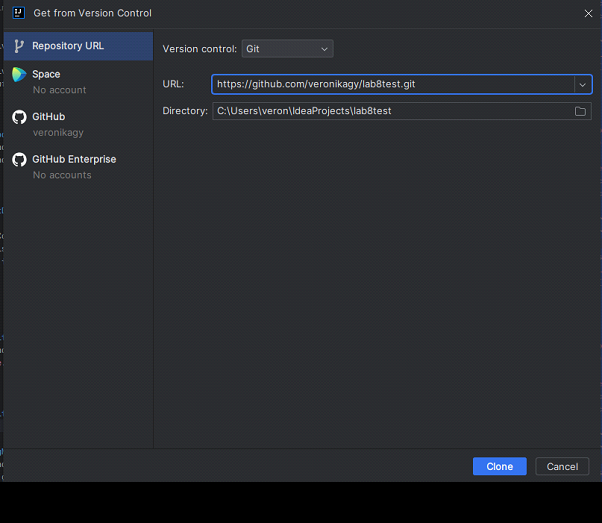 Get from Version Control
Repository URL
Space
No account
GitHub
veronikagy
GitHub Enterprise
No accounts
Version control: Git
URL: https://github.com/veronikagy/lab8test.git
Directory: C:\Users\veron\IdeaProjects\lab8test
Clone Cancel